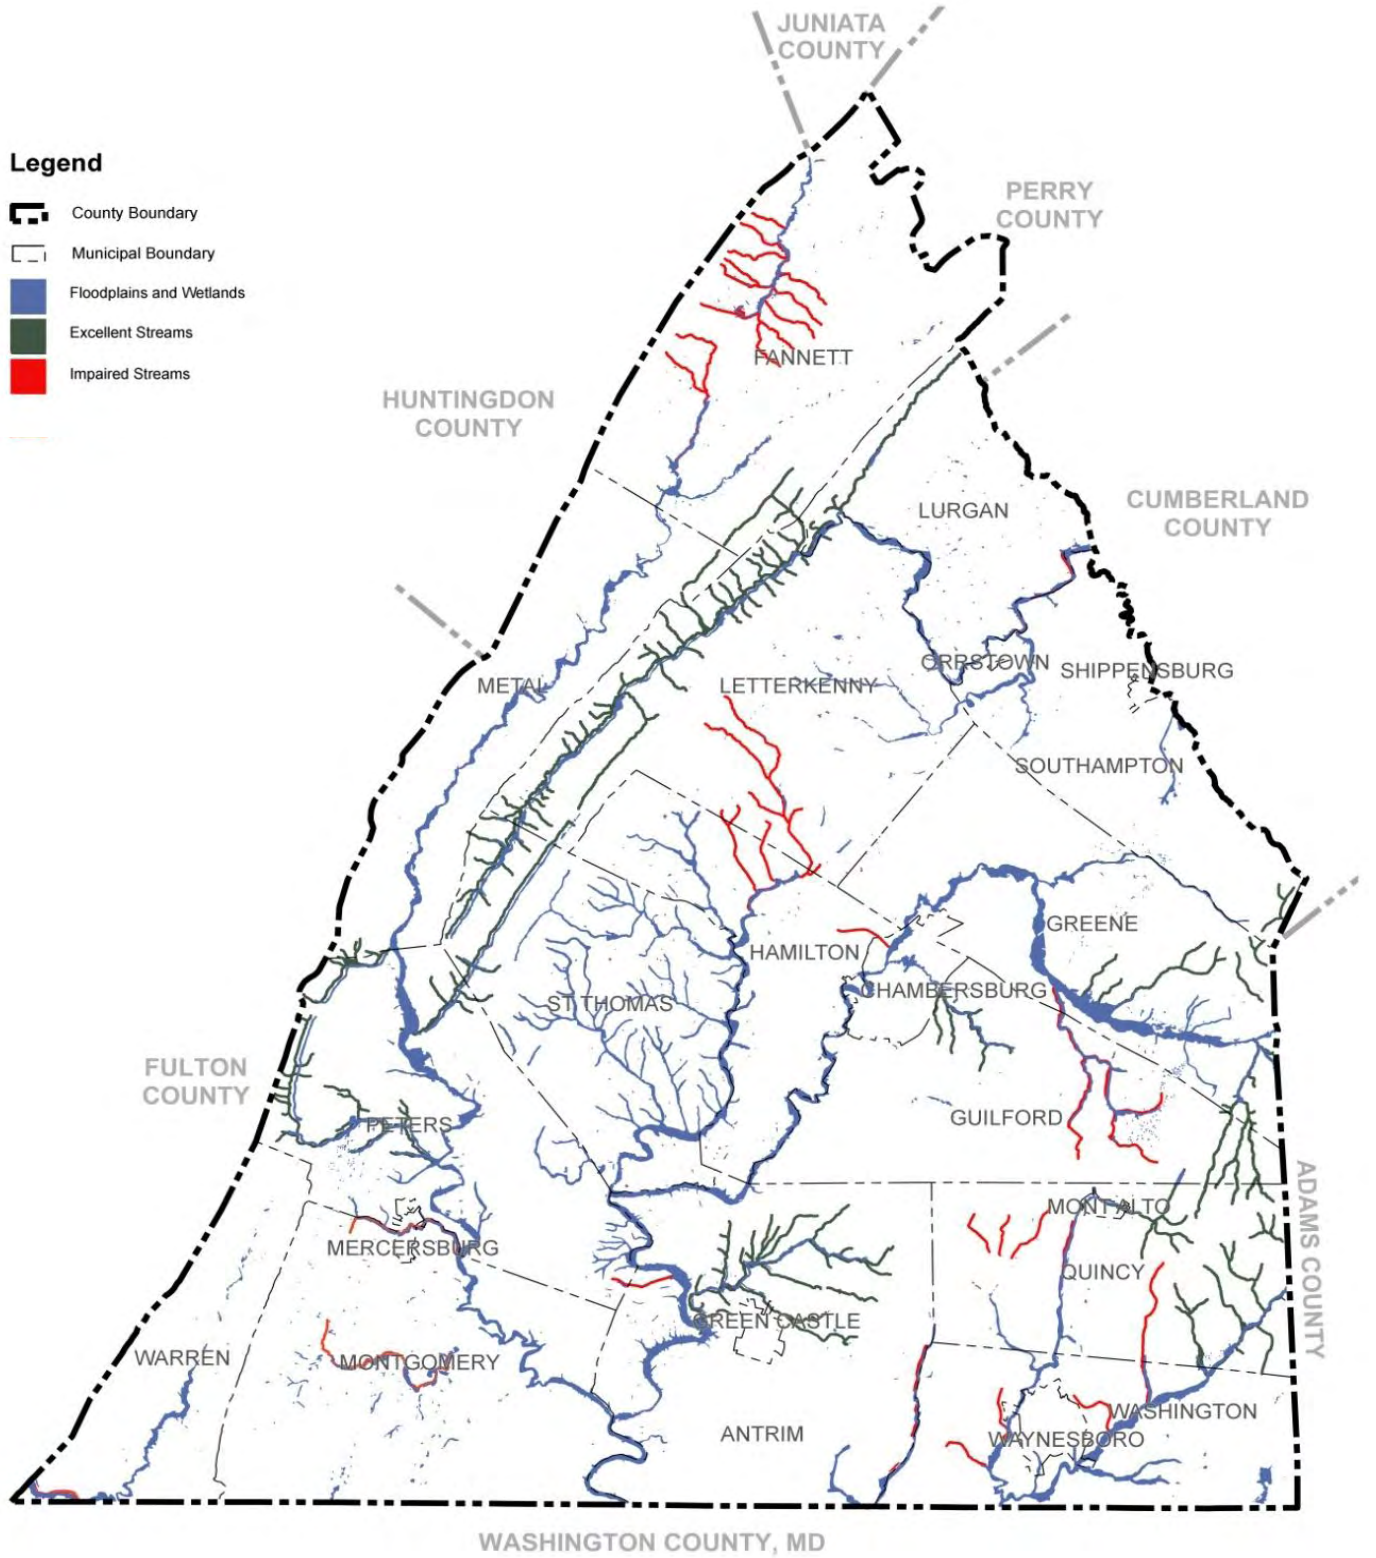 JUNIATA
COUNTY
Legend
County Boundary
Municipal Boundary
Floodplains and Wetlands
Excellent Streams
Impaired Streams
PERRY
COUNTY
FANNETT
HUNTINGDON
COUNTY
CUMBERLAND
COUNTY
LURGAN
ORRSTOWN
SHIPPENSBURG
METAL
LETTERKENNY
SOUTHAMPTON
GREENE
HAMILTON
CHAMBERSBURG
ST THOMAS
FULTON
COUNTY
PETERS
GUILFORD
ADAMS COUNTY
MONT ALTO
MERCERSBURG
QUINCY
GREEN CASTLE
WARREN
MONTGOMERY
WASHINGTON
ANTRIM
WAYNESBORO
WASHINGTON COUNTY, MD